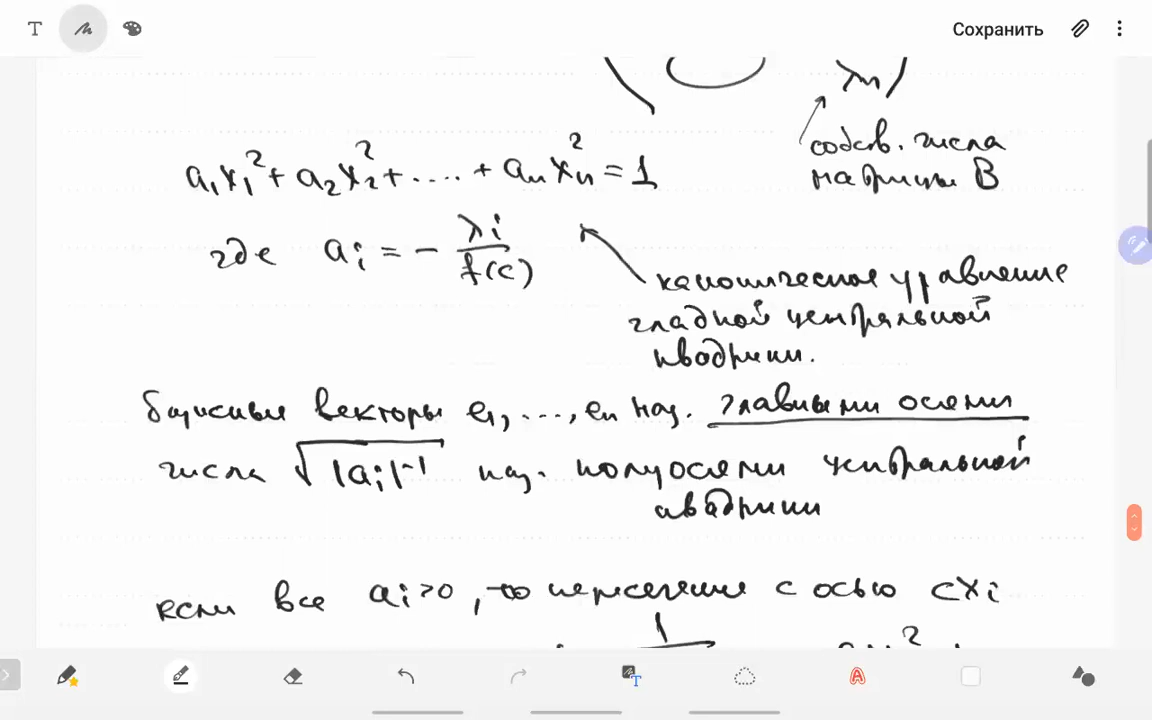 Сохранить
λn
собств. числа
матрицы B
a₁x₁² + a₂x₂² + .... + aₙxₙ² = 1
где aᵢ = - λᵢ / f(c)
каноническое уравнение
гладкой центральной
квадрики.
базисные векторы e₁, ..., eₙ наз. главными осями
числа √|aᵢ|⁻¹ наз. полуосями центральной
квадрики
если все aᵢ > 0, то пересечение с осью cxᵢ